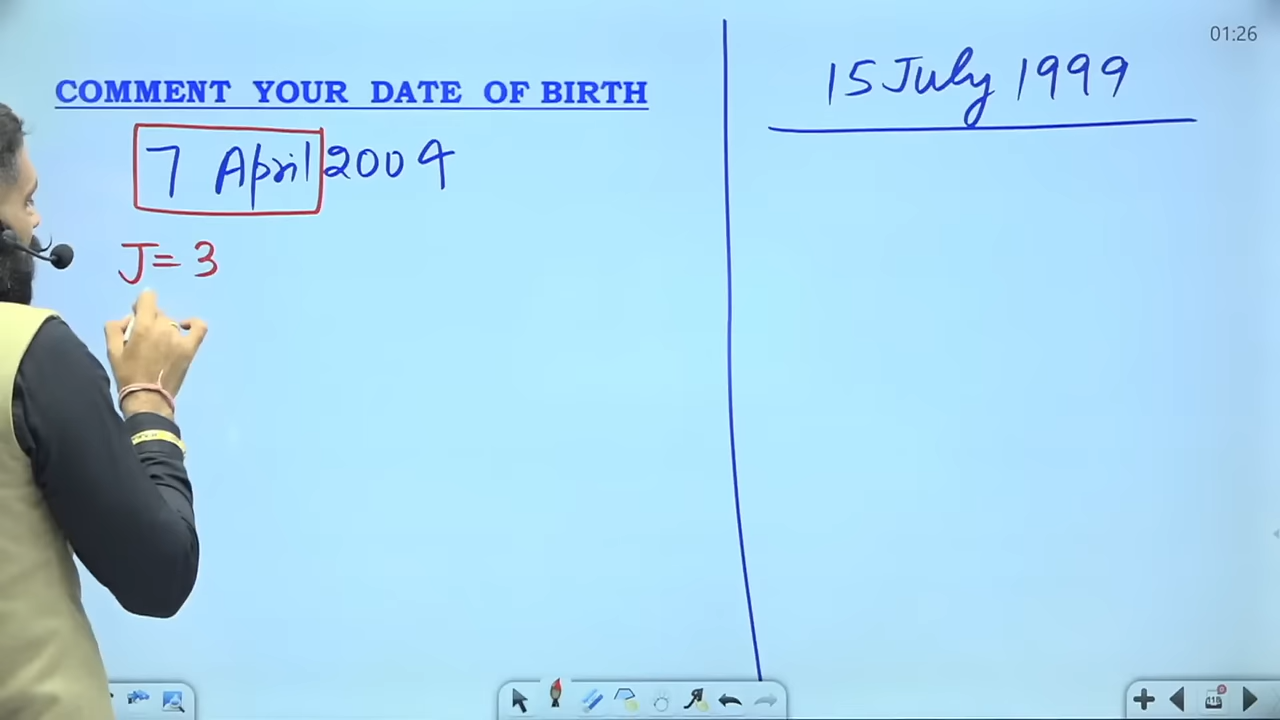 01:26
COMMENT YOUR DATE OF BIRTH
7 April 2004
J= 3
15 July 1999